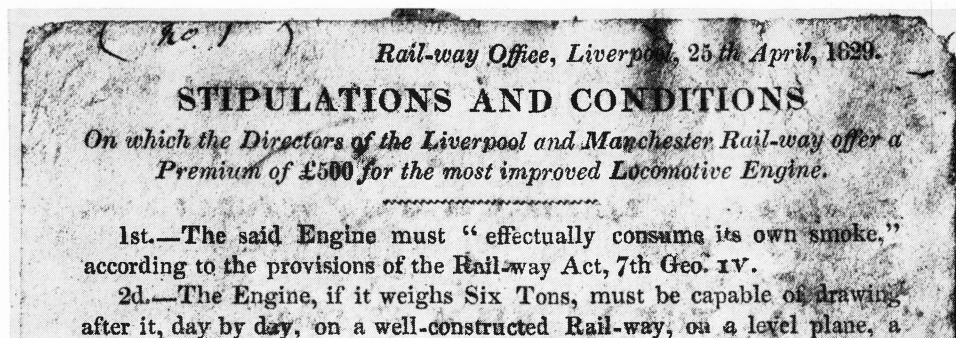 ( no. 1 )
Rail-way Office, Liverpool, 25th April, 1829.
STIPULATIONS AND CONDITIONS
On which the Directors of the Liverpool and Manchester Rail-way offer a
Premium of £500 for the most improved Locomotive Engine.
1st.—The said Engine must “ effectually consume its own smoke,”
according to the provisions of the Rail-way Act, 7th Geo. IV.
2d.—The Engine, if it weighs Six Tons, must be capable of drawing
after it, day by day, on a well-constructed Rail-way, on a level plane, a